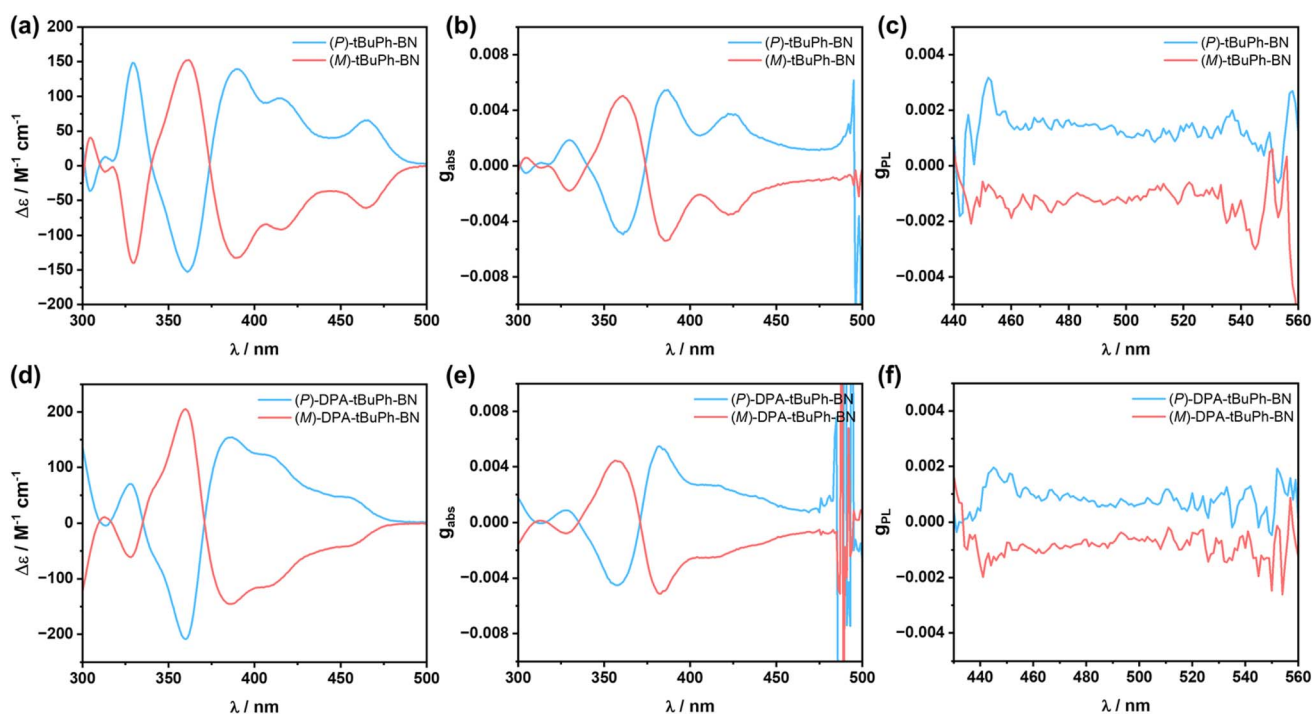 (a)
(P)-tBuPh-BN
(M)-tBuPh-BN
Δε / M⁻¹ cm⁻¹
200
150
100
50
0
−50
−100
−150
−200
300 350 400 450 500
λ / nm
(b)
(P)-tBuPh-BN
(M)-tBuPh-BN
g_abs
0.008
0.004
0.000
−0.004
−0.008
300 350 400 450 500
λ / nm
(c)
(P)-tBuPh-BN
(M)-tBuPh-BN
g_PL
0.004
0.002
0.000
−0.002
−0.004
440 460 480 500 520 540 560
λ / nm
(d)
(P)-DPA-tBuPh-BN
(M)-DPA-tBuPh-BN
Δε / M⁻¹ cm⁻¹
200
100
0
−100
−200
300 350 400 450 500
λ / nm
(e)
(P)-DPA-tBuPh-BN
(M)-DPA-tBuPh-BN
g_abs
0.008
0.004
0.000
−0.004
−0.008
300 350 400 450 500
λ / nm
(f)
(P)-DPA-tBuPh-BN
(M)-DPA-tBuPh-BN
g_PL
0.004
0.002
0.000
−0.002
−0.004
440 460 480 500 520 540 560
λ / nm